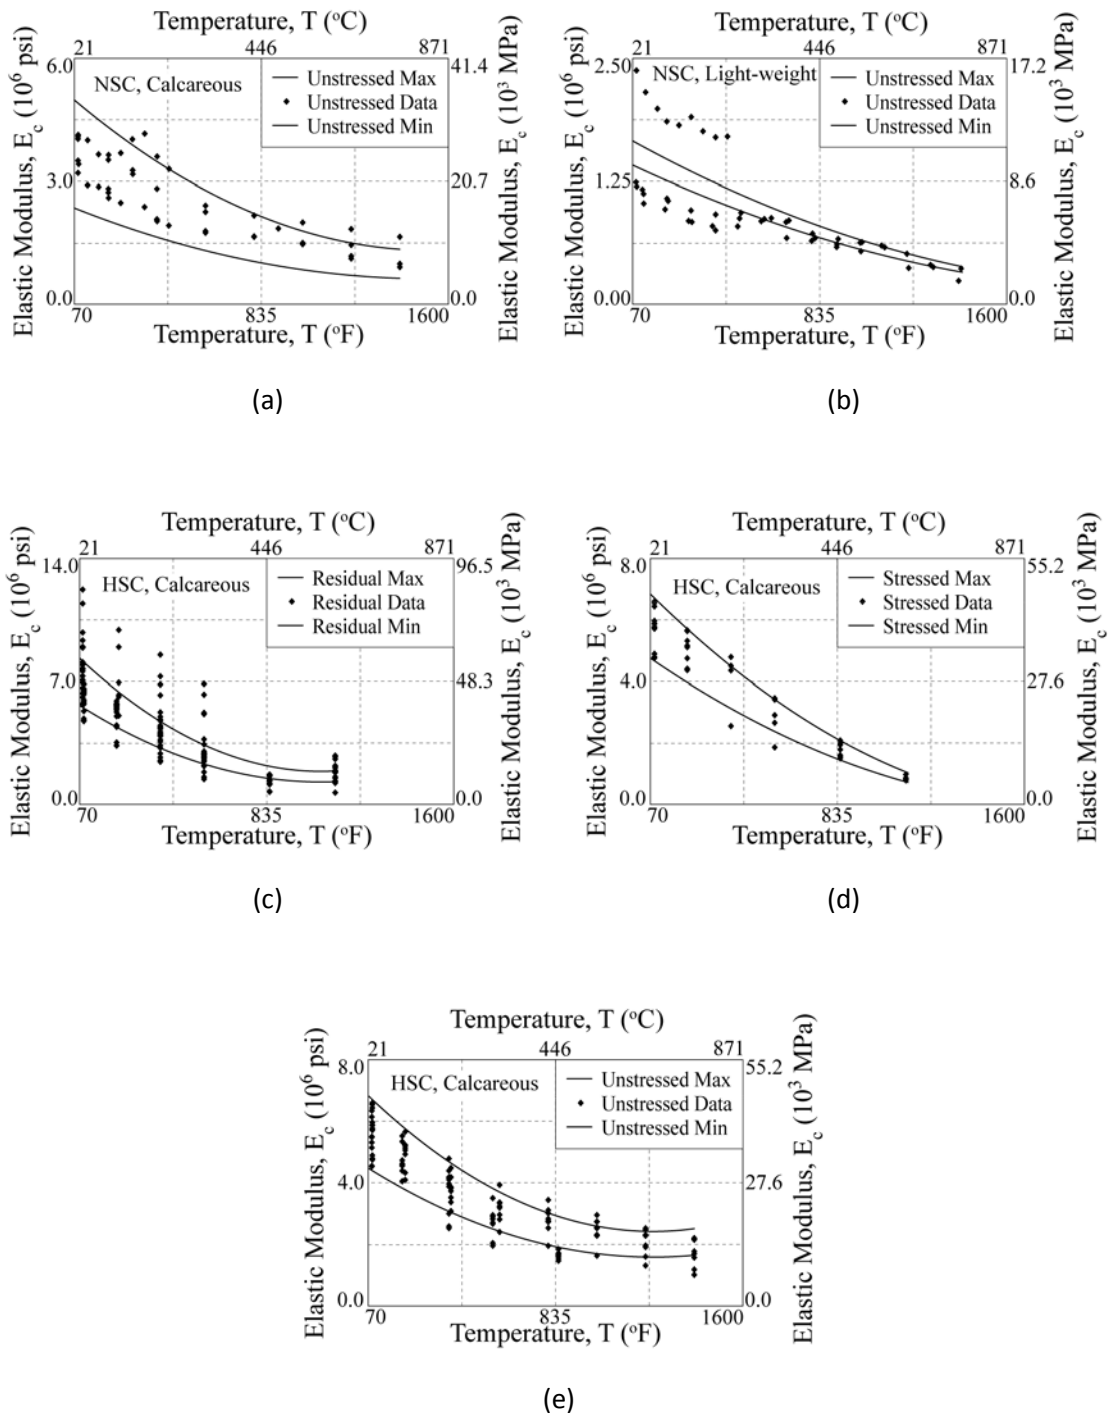 Temperature, T (°C)
21 446 871
6.0 41.4
NSC, Calcareous
Unstressed Max
Unstressed Data
Unstressed Min
3.0 20.7
0.0 0.0
Elastic Modulus, E_c (10^6 psi)
Elastic Modulus, E_c (10^3 MPa)
70 835 1600
Temperature, T (°F)
(a)
Temperature, T (°C)
21 446 871
2.50 17.2
NSC, Light-weight
Unstressed Max
Unstressed Data
Unstressed Min
1.25 8.6
0.00 0.0
Elastic Modulus, E_c (10^6 psi)
Elastic Modulus, E_c (10^3 MPa)
70 835 1600
Temperature, T (°F)
(b)
Temperature, T (°C)
21 446 871
14.0 96.5
HSC, Calcareous
Residual Max
Residual Data
Residual Min
7.0 48.3
0.0 0.0
Elastic Modulus, E_c (10^6 psi)
Elastic Modulus, E_c (10^3 MPa)
70 835 1600
Temperature, T (°F)
(c)
Temperature, T (°C)
21 446 871
8.0 55.2
HSC, Calcareous
Stressed Max
Stressed Data
Stressed Min
4.0 27.6
0.0 0.0
Elastic Modulus, E_c (10^6 psi)
Elastic Modulus, E_c (10^3 MPa)
70 835 1600
Temperature, T (°F)
(d)
Temperature, T (°C)
21 446 871
8.0 55.2
HSC, Calcareous
Unstressed Max
Unstressed Data
Unstressed Min
4.0 27.6
0.0 0.0
Elastic Modulus, E_c (10^6 psi)
Elastic Modulus, E_c (10^3 MPa)
70 835 1600
Temperature, T (°F)
(e)